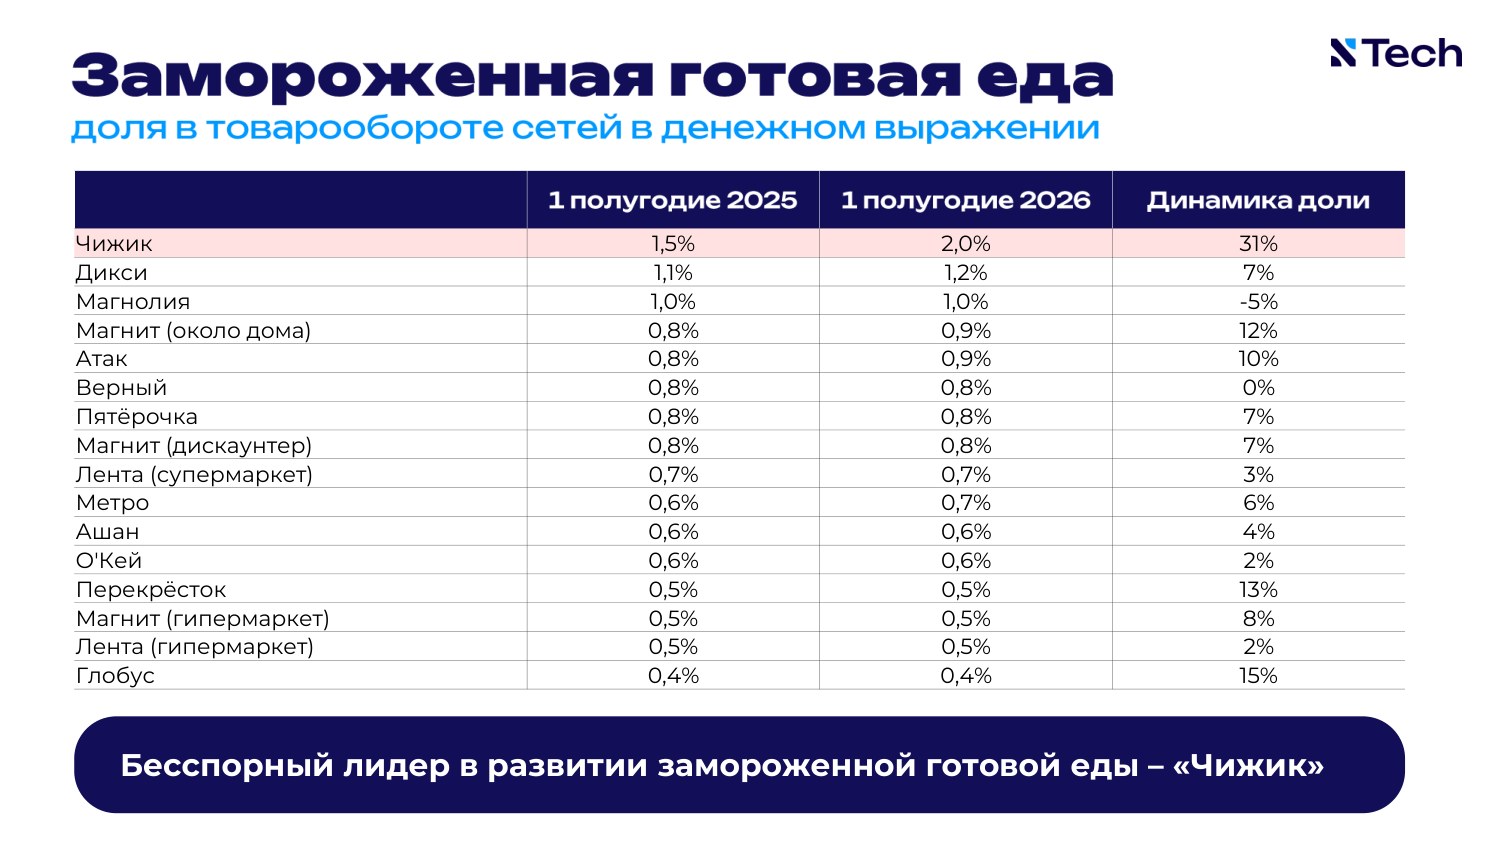 Замороженная готовая еда
Tech
доля в товарообороте сетей в денежном выражении
1 полугодие 2025 1 полугодие 2026 Динамика доли
Чижик 1,5% 2,0% 31%
Дикси 1,1% 1,2% 7%
Магнолия 1,0% 1,0% -5%
Магнит (около дома) 0,8% 0,9% 12%
Атак 0,8% 0,9% 10%
Верный 0,8% 0,8% 0%
Пятёрочка 0,8% 0,8% 7%
Магнит (дискаунтер) 0,8% 0,8% 7%
Лента (супермаркет) 0,7% 0,7% 3%
Метро 0,6% 0,7% 6%
Ашан 0,6% 0,6% 4%
О'Кей 0,6% 0,6% 2%
Перекрёсток 0,5% 0,5% 13%
Магнит (гипермаркет) 0,5% 0,5% 8%
Лента (гипермаркет) 0,5% 0,5% 2%
Глобус 0,4% 0,4% 15%
Бесспорный лидер в развитии замороженной готовой еды – «Чижик»